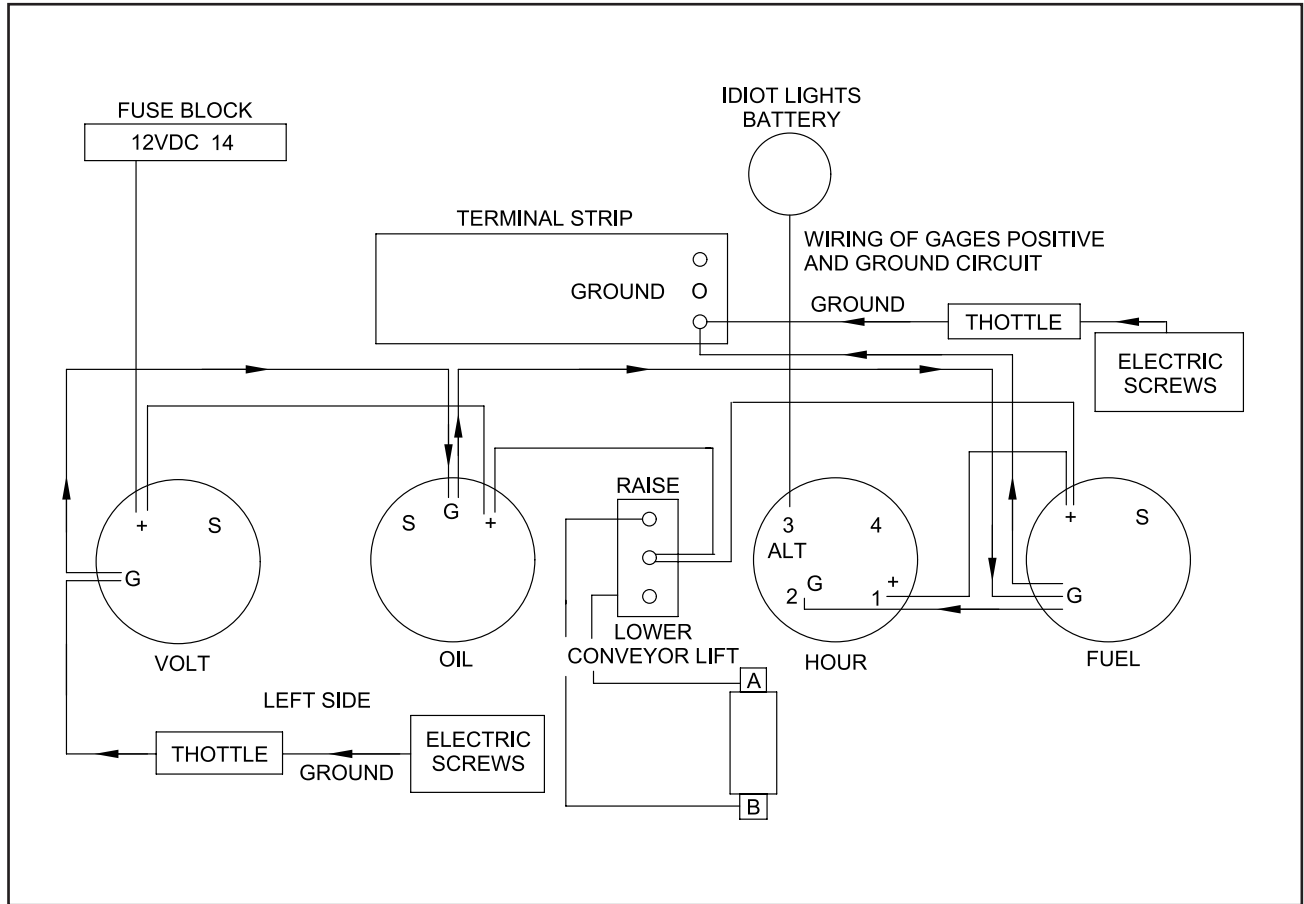 FUSE BLOCK
12VDC 14
IDIOT LIGHTS
BATTERY
TERMINAL STRIP
GROUND O
WIRING OF GAGES POSITIVE
AND GROUND CIRCUIT
GROUND
THOTTLE
ELECTRIC
SCREWS
+ S
G
VOLT
S G +
OIL
RAISE
LOWER
CONVEYOR LIFT
A
B
3 4
ALT
G +
2 1
HOUR
+ S
G
FUEL
LEFT SIDE
THOTTLE
GROUND
ELECTRIC
SCREWS